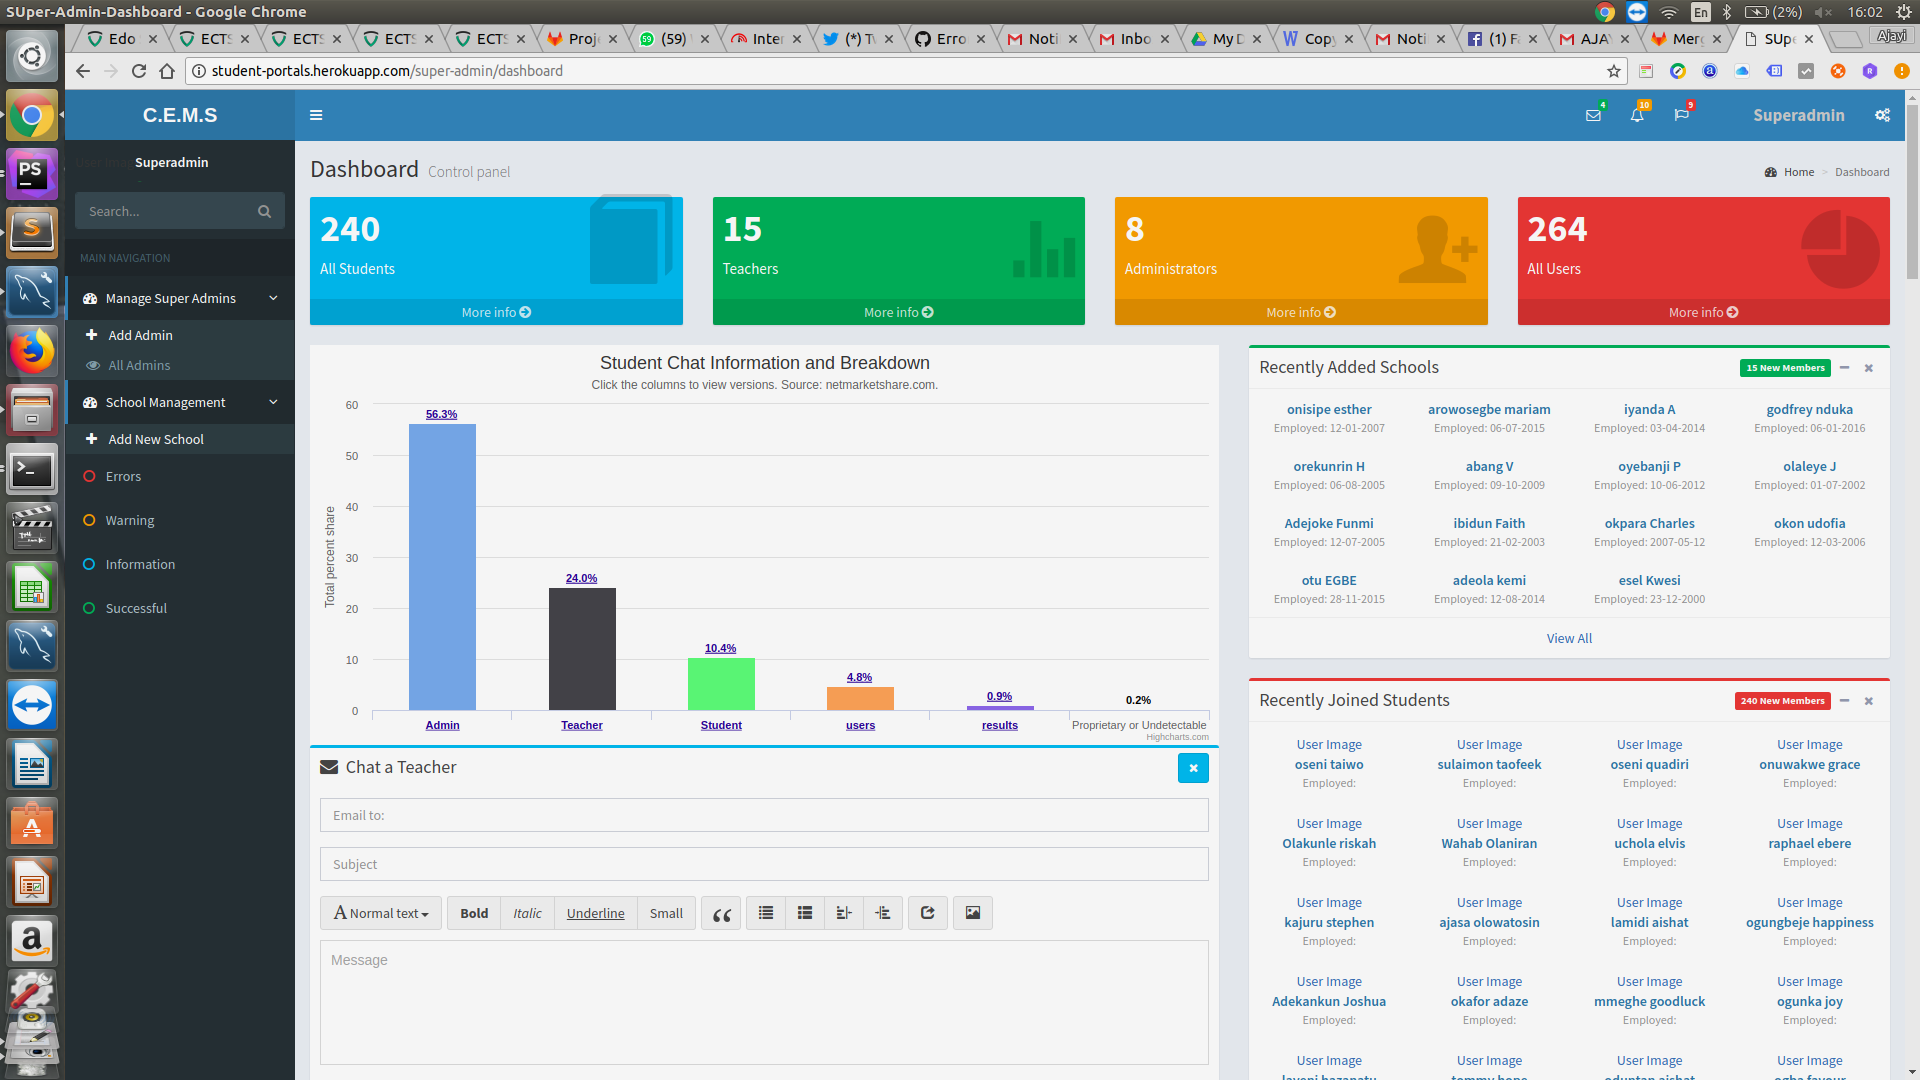 SUper-Admin-Dashboard - Google Chrome
En (2%) 16:02
Edo ECTS ECTS ECTS ECTS Proj (59) Inter (*) Tw Erro Noti Inbo My D Copy Noti (1) F AJAY Merg SUpe Ajayi
student-portals.herokuapp.com/super-admin/dashboard
C.E.M.S
4 10 9
Superadmin
Superadmin
Search...
MAIN NAVIGATION
Manage Super Admins
Add Admin
All Admins
School Management
Add New School
Errors
Warning
Information
Successful
Dashboard Control panel
Home > Dashboard
240
All Students
More info
15
Teachers
More info
8
Administrators
More info
264
All Users
More info
Student Chat Information and Breakdown
Click the columns to view versions. Source: netmarketshare.com.
Total percent share
60
50
40
30
20
10
0
56.3%
24.0%
10.4%
4.8%
0.9%
0.2%
Admin Teacher Student users results Proprietary or Undetectable
Highcharts.com
Chat a Teacher
Email to:
Subject
A Normal text Bold Italic Underline Small
Message
Recently Added Schools 15 New Members
onisipe esther arowosegbe mariam iyanda A godfrey nduka
Employed: 12-01-2007 Employed: 06-07-2015 Employed: 03-04-2014 Employed: 06-01-2016
orekunrin H abang V oyebanji P olaleye J
Employed: 06-08-2005 Employed: 09-10-2009 Employed: 10-06-2012 Employed: 01-07-2002
Adejoke Funmi ibidun Faith okpara Charles okon udofia
Employed: 12-07-2005 Employed: 21-02-2003 Employed: 2007-05-12 Employed: 12-03-2006
otu EGBE adeola kemi esel Kwesi
Employed: 28-11-2015 Employed: 12-08-2014 Employed: 23-12-2000
View All
Recently Joined Students 240 New Members
User Image User Image User Image User Image
oseni taiwo sulaimon taofeek oseni quadiri onuwakwe grace
Employed: Employed: Employed: Employed:
User Image User Image User Image User Image
Olakunle riskah Wahab Olaniran uchola elvis raphael ebere
Employed: Employed: Employed: Employed:
User Image User Image User Image User Image
kajuru stephen ajasa olowatosin lamidi aishat ogungbeje happiness
Employed: Employed: Employed: Employed:
User Image User Image User Image User Image
Adekankun Joshua okafor adaze mmeghe goodluck ogunka joy
Employed: Employed: Employed: Employed:
User Image User Image User Image User Image